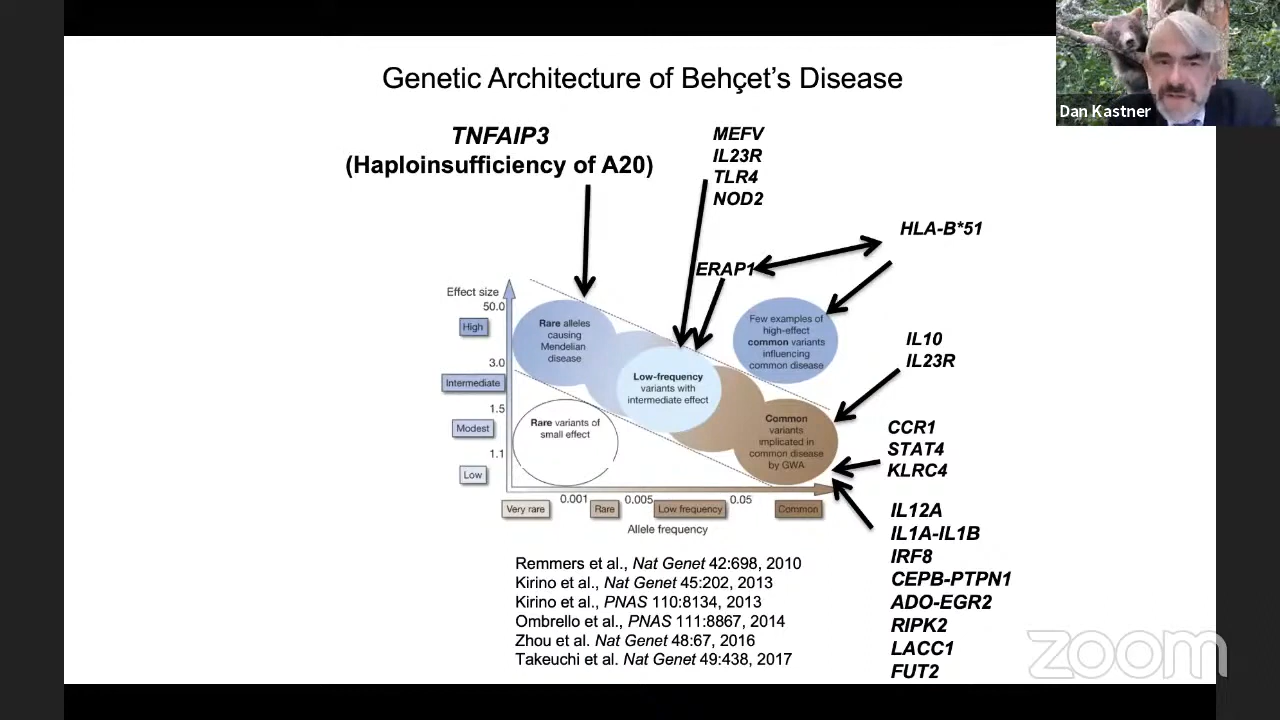 Genetic Architecture of Behçet's Disease
Dan Kastner
TNFAIP3
(Haploinsufficiency of A20)
MEFV
IL23R
TLR4
NOD2
HLA-B*51
ERAP1
Effect size
50.0
High
3.0
Intermediate
1.5
Modest
1.1
Low
Rare alleles
causing
Mendelian
disease
Low-frequency
variants with
intermediate effect
Few examples of
high-effect
common variants
influencing
common disease
Rare variants of
small effect
Common
variants
implicated in
common disease
by GWA
IL10
IL23R
CCR1
STAT4
KLRC4
0.001
0.005
0.05
Very rare
Rare
Low frequency
Common
Allele frequency
IL12A
IL1A-IL1B
IRF8
CEPB-PTPN1
ADO-EGR2
RIPK2
LACC1
FUT2
Remmers et al., Nat Genet 42:698, 2010
Kirino et al., Nat Genet 45:202, 2013
Kirino et al., PNAS 110:8134, 2013
Ombrello et al., PNAS 111:8867, 2014
Zhou et al. Nat Genet 48:67, 2016
Takeuchi et al. Nat Genet 49:438, 2017
zoom